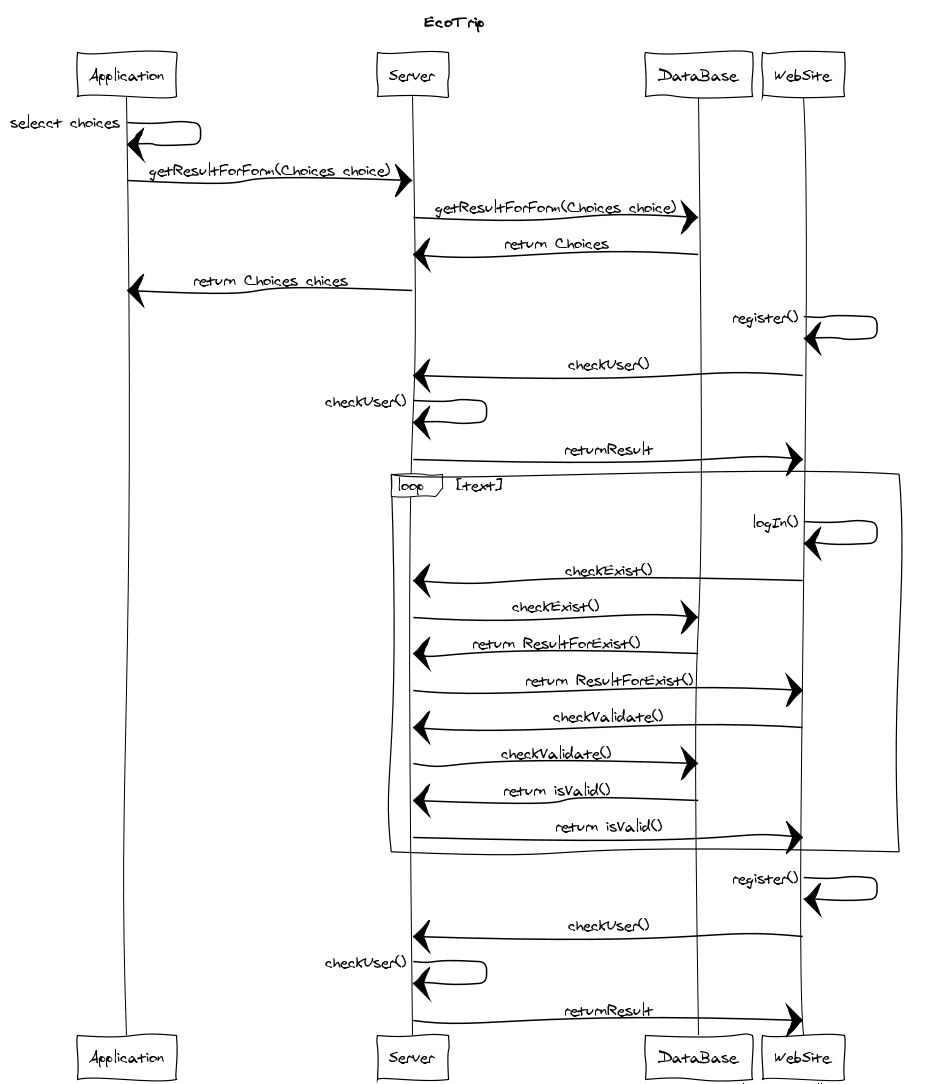 EcoTrip
Application Server DataBase WebSite
selecct choices
getResultForForm(Choices choice)
getResultForForm(Choices choice)
return Choices
return Choices chices
register()
checkUser()
checkUser()
returnResult
loop [text]
logIn()
checkExist()
checkExist()
return ResultForExist()
return ResultForExist()
checkValidate()
checkValidate()
return isValid()
return isValid()
register()
checkUser()
checkUser()
returnResult
Application Server DataBase WebSite